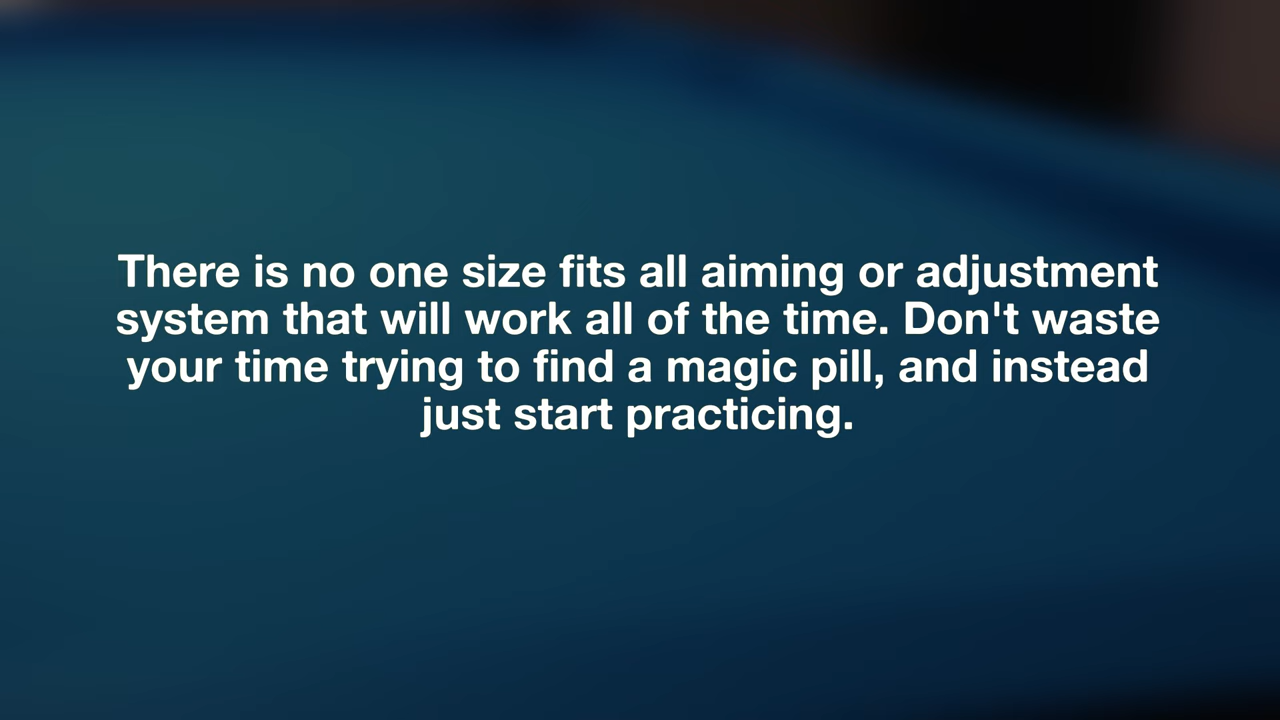 There is no one size fits all aiming or adjustment
system that will work all of the time. Don't waste
your time trying to find a magic pill, and instead
just start practicing.